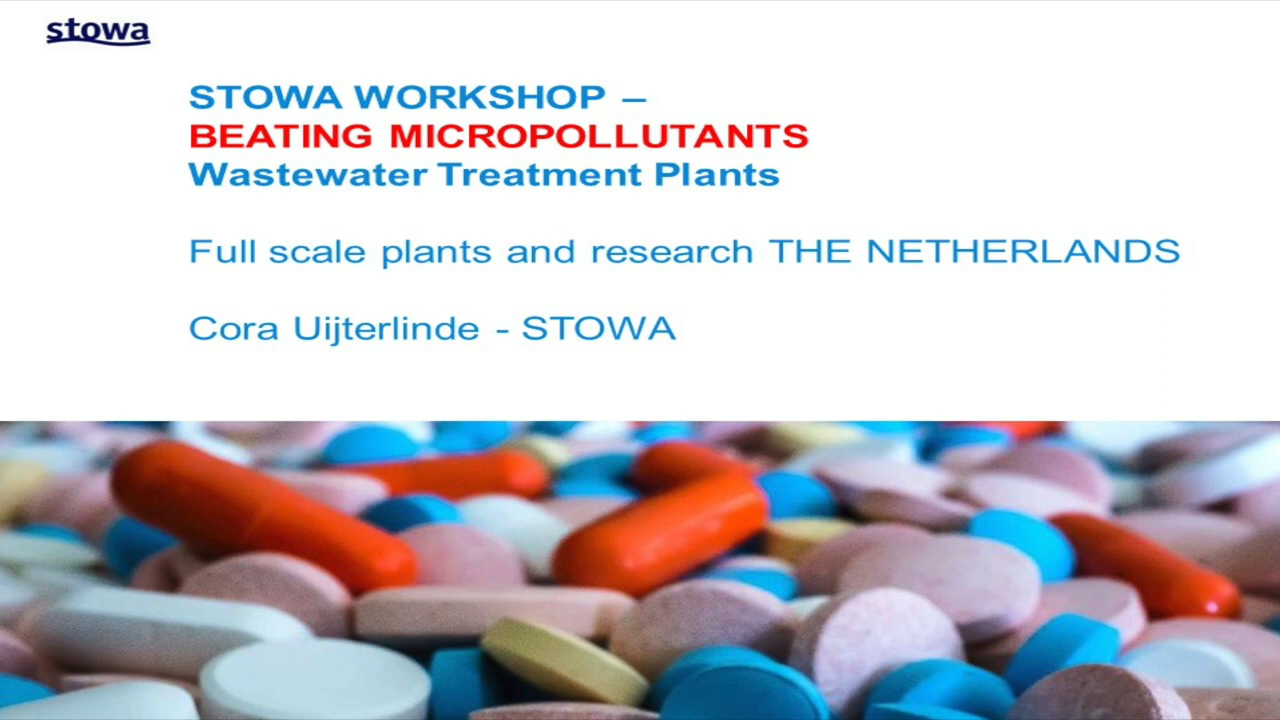 stowa
STOWA WORKSHOP –
BEATING MICROPOLLUTANTS
Wastewater Treatment Plants
Full scale plants and research THE NETHERLANDS
Cora Uijterlinde - STOWA